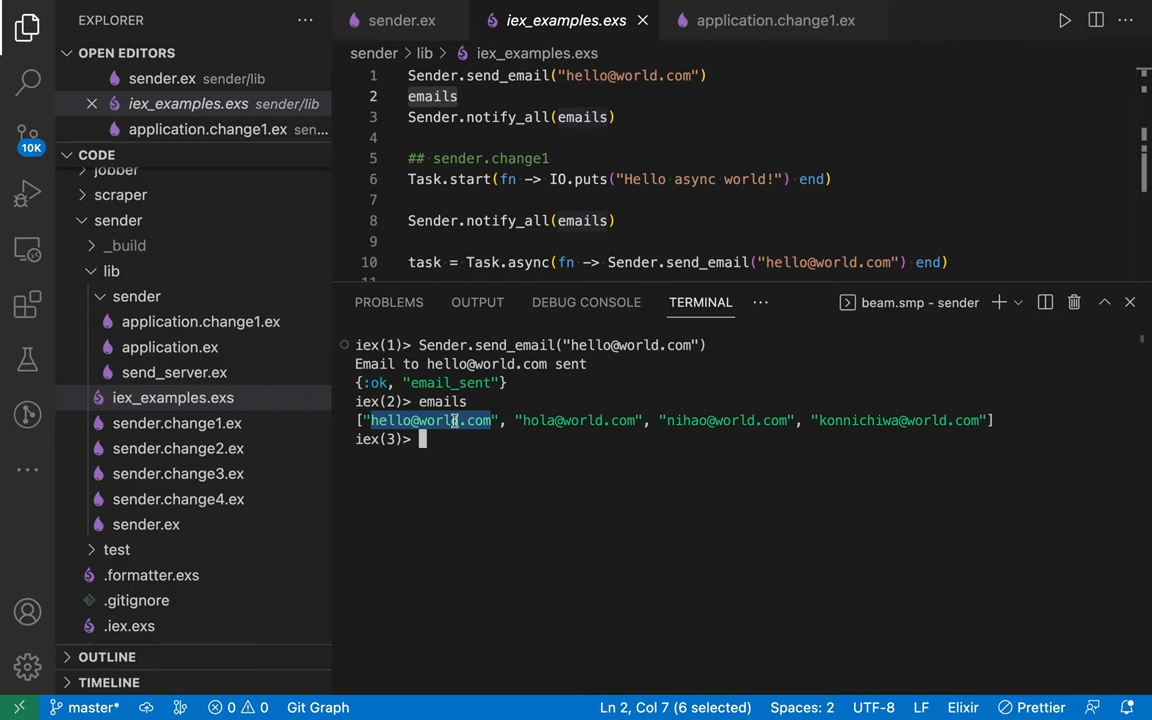 EXPLORER
OPEN EDITORS
sender.ex sender/lib
iex_examples.exs sender/lib
application.change1.ex sen...
CODE
jobber
scraper
sender
_build
lib
sender
application.change1.ex
application.ex
send_server.ex
iex_examples.exs
sender.change1.ex
sender.change2.ex
sender.change3.ex
sender.change4.ex
sender.ex
test
.formatter.exs
.gitignore
.iex.exs
OUTLINE
TIMELINE
10K
sender.ex
iex_examples.exs
application.change1.ex
sender > lib > iex_examples.exs
1 Sender.send_email("hello@world.com")
2 emails
3 Sender.notify_all(emails)
4
5 ## sender.change1
6 Task.start(fn -> IO.puts("Hello async world!") end)
7
8 Sender.notify_all(emails)
9
10 task = Task.async(fn -> Sender.send_email("hello@world.com") end)
PROBLEMS OUTPUT DEBUG CONSOLE TERMINAL
beam.smp - sender
iex(1)> Sender.send_email("hello@world.com")
Email to hello@world.com sent
{:ok, "email_sent"}
iex(2)> emails
["hello@world.com", "hola@world.com", "nihao@world.com", "konnichiwa@world.com"]
iex(3)>
master* 0 0 Git Graph Ln 2, Col 7 (6 selected) Spaces: 2 UTF-8 LF Elixir Prettier